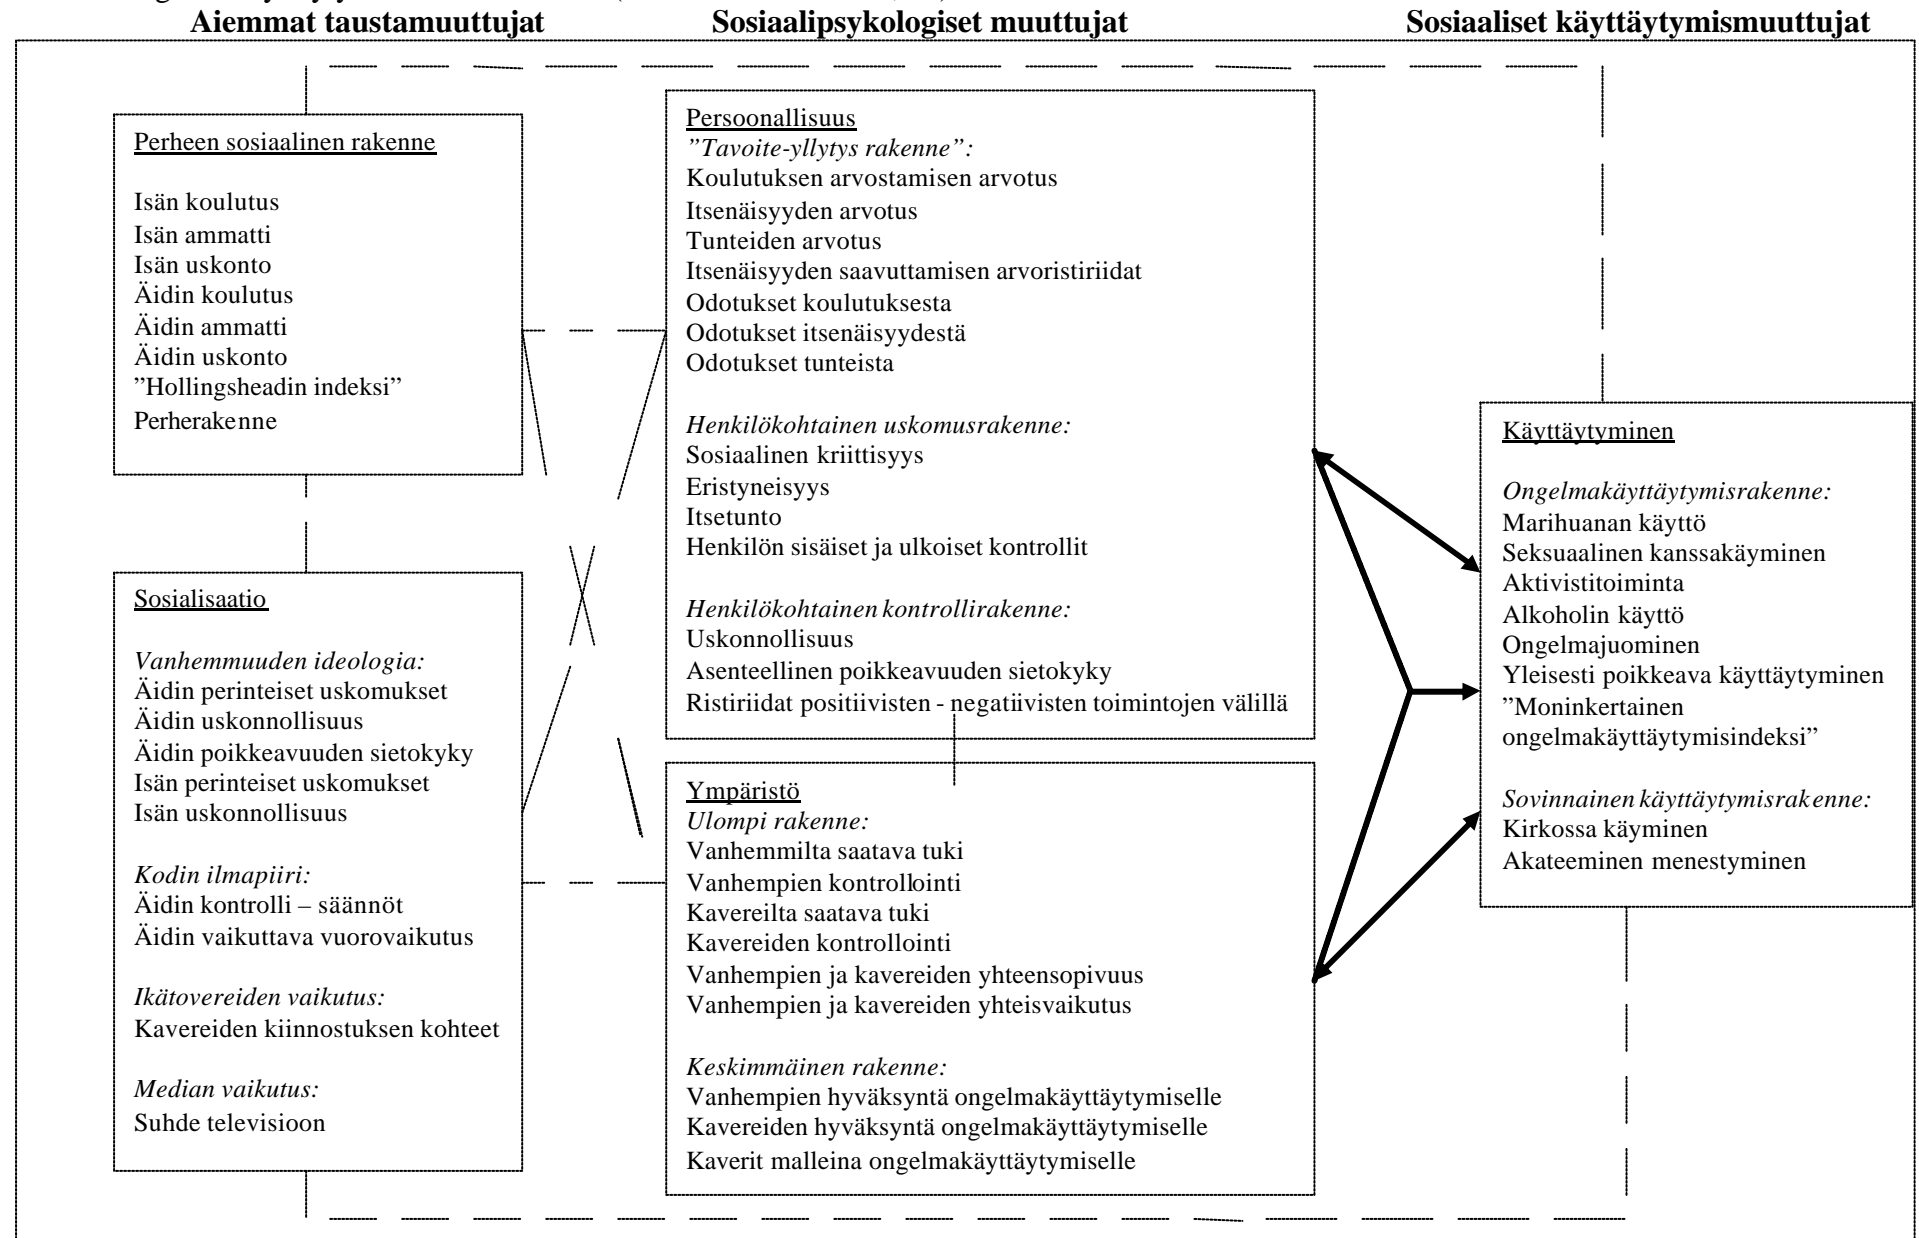 Aiemmat taustamuuttujat
Sosiaalipsykologiset muuttujat
Sosiaaliset käyttäytymismuuttujat
Perheen sosiaalinen rakenne
Isän koulutus
Isän ammatti
Isän uskonto
Äidin koulutus
Äidin ammatti
Äidin uskonto
”Hollingsheadin indeksi”
Perherakenne
Sosialisaatio
Vanhemmuuden ideologia:
Äidin perinteiset uskomukset
Äidin uskonnollisuus
Äidin poikkeavuuden sietokyky
Isän perinteiset uskomukset
Isän uskonnollisuus
Kodin ilmapiiri:
Äidin kontrolli – säännöt
Äidin vaikuttava vuorovaikutus
Ikätovereiden vaikutus:
Kavereiden kiinnostuksen kohteet
Median vaikutus:
Suhde televisioon
Persoonallisuus
”Tavoite-yllytys rakenne”:
Koulutuksen arvostamisen arvotus
Itsenäisyyden arvotus
Tunteiden arvotus
Itsenäisyyden saavuttamisen arvoristiriidat
Odotukset koulutuksesta
Odotukset itsenäisyydestä
Odotukset tunteista
Henkilökohtainen uskomusrakenne:
Sosiaalinen kriittisyys
Eristyneisyys
Itsetunto
Henkilön sisäiset ja ulkoiset kontrollit
Henkilökohtainen kontrollirakenne:
Uskonnollisuus
Asenteellinen poikkeavuuden sietokyky
Ristiriidat positiivisten - negatiivisten toimintojen välillä
Ympäristö
Ulompi rakenne:
Vanhemmilta saatava tuki
Vanhempien kontrollointi
Kavereilta saatava tuki
Kavereiden kontrollointi
Vanhempien ja kavereiden yhteensopivuus
Vanhempien ja kavereiden yhteisvaikutus
Keskimmäinen rakenne:
Vanhempien hyväksyntä ongelmakäyttäytymiselle
Kavereiden hyväksyntä ongelmakäyttäytymiselle
Kaverit malleina ongelmakäyttäytymiselle
Käyttäytyminen
Ongelmakäyttäytymisrakenne:
Marihuanan käyttö
Seksuaalinen kanssakäyminen
Aktivistitoiminta
Alkoholin käyttö
Ongelmajuominen
Yleisesti poikkeava käyttäytyminen
”Moninkertainen
ongelmakäyttäytymisindeksi”
Sovinnainen käyttäytymisrakenne:
Kirkossa käyminen
Akateeminen menestyminen